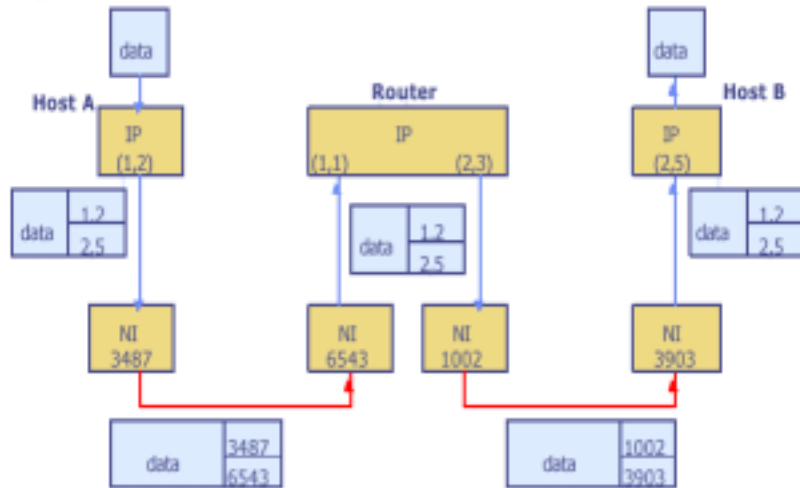 data
data
Host A
Router
Host B
IP
(1,2)
IP
(1,1)
(2,3)
IP
(2,5)
data
1,2
2,5
data
1,2
2,5
data
1,2
2,5
NI
3487
NI
6543
NI
1002
NI
3903
data
3487
6543
data
1002
3903